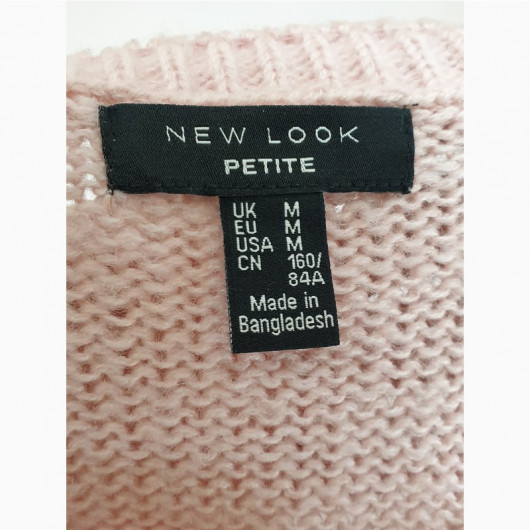 NEW LOOK
PETITE
UK M
EU M
USA M
CN 160/
84A
Made in
Bangladesh